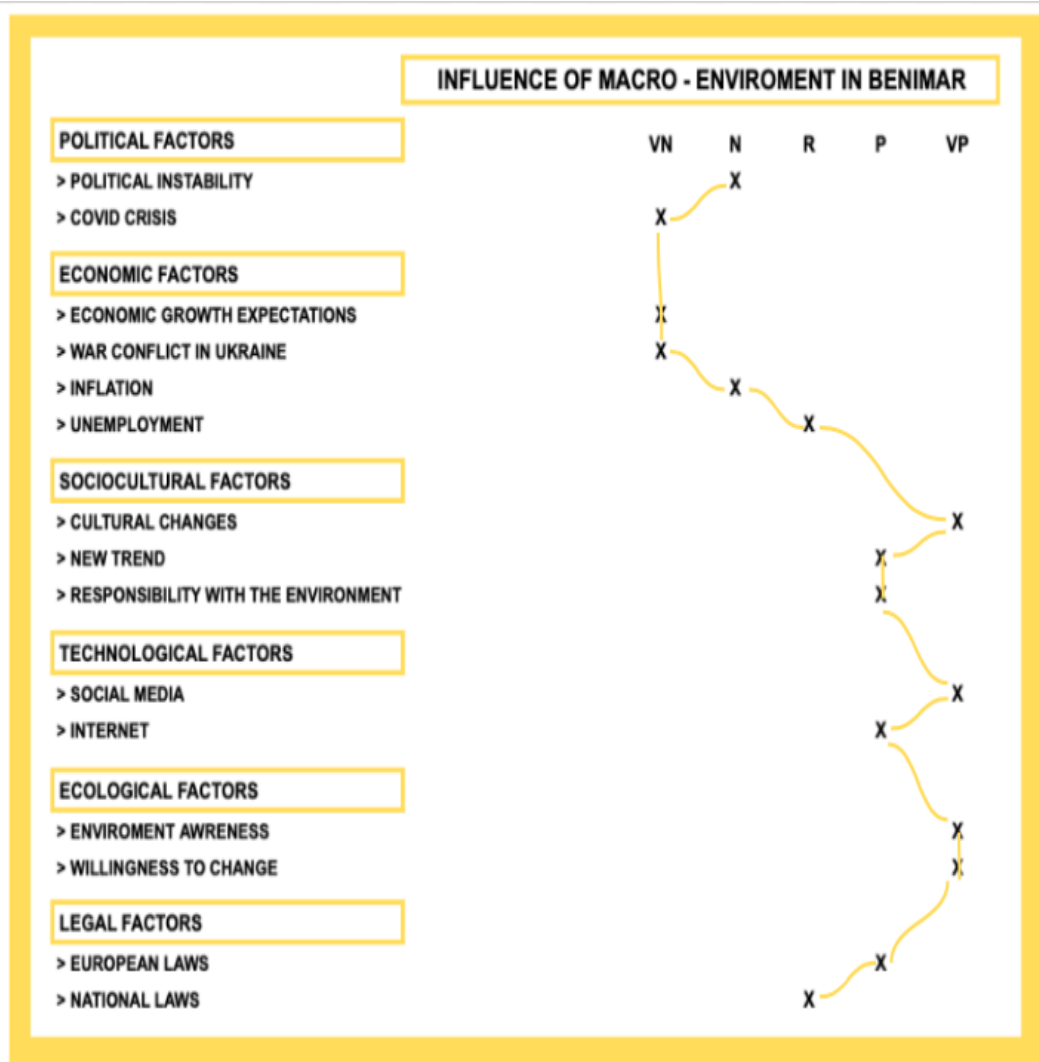 INFLUENCE OF MACRO - ENVIROMENT IN BENIMAR
POLITICAL FACTORS VN N R P VP
> POLITICAL INSTABILITY X
> COVID CRISIS X
ECONOMIC FACTORS
> ECONOMIC GROWTH EXPECTATIONS X
> WAR CONFLICT IN UKRAINE X
> INFLATION X
> UNEMPLOYMENT X
SOCIOCULTURAL FACTORS
> CULTURAL CHANGES X
> NEW TREND X
> RESPONSIBILITY WITH THE ENVIRONMENT X
TECHNOLOGICAL FACTORS
> SOCIAL MEDIA X
> INTERNET X
ECOLOGICAL FACTORS
> ENVIROMENT AWRENESS X
> WILLINGNESS TO CHANGE X
LEGAL FACTORS
> EUROPEAN LAWS X
> NATIONAL LAWS X